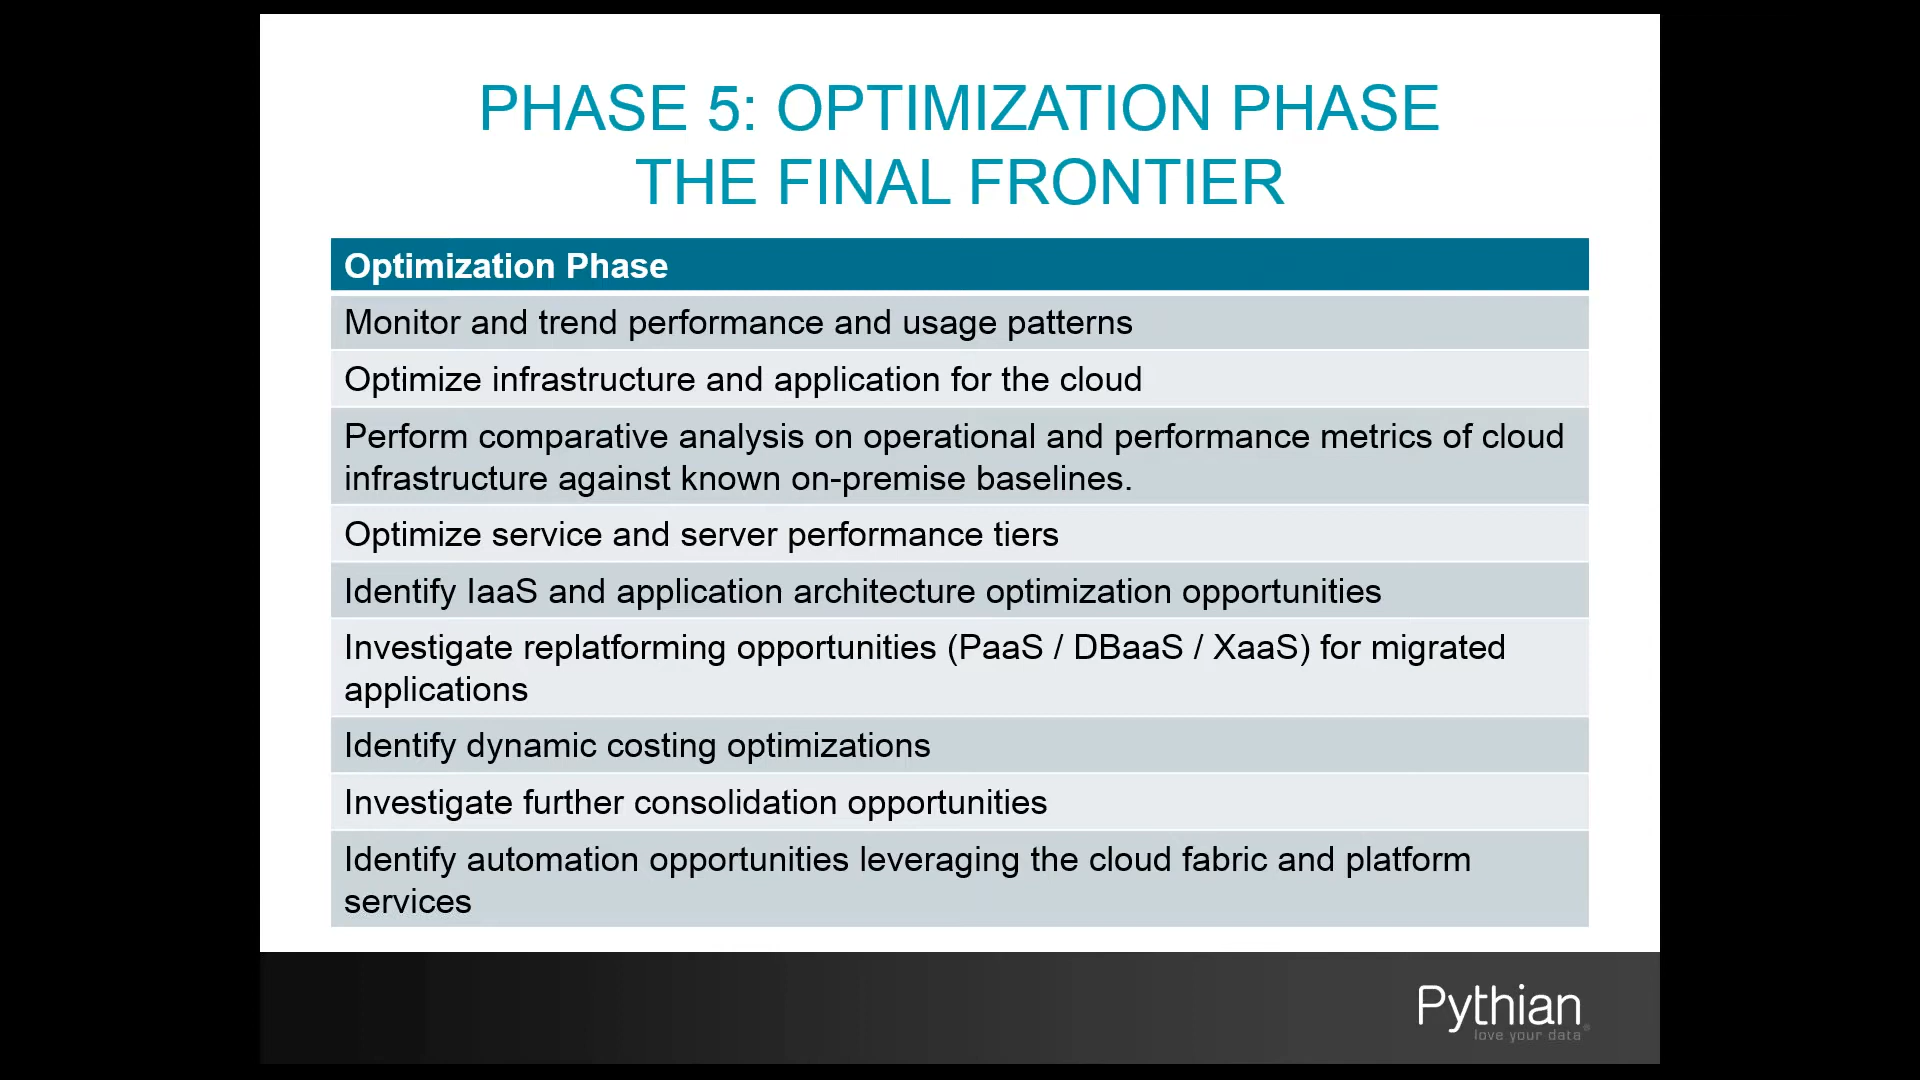 PHASE 5: OPTIMIZATION PHASE
THE FINAL FRONTIER
Optimization Phase
Monitor and trend performance and usage patterns
Optimize infrastructure and application for the cloud
Perform comparative analysis on operational and performance metrics of cloud
infrastructure against known on-premise baselines.
Optimize service and server performance tiers
Identify IaaS and application architecture optimization opportunities
Investigate replatforming opportunities (PaaS / DBaaS / XaaS) for migrated
applications
Identify dynamic costing optimizations
Investigate further consolidation opportunities
Identify automation opportunities leveraging the cloud fabric and platform
services
Pythian®
love your data